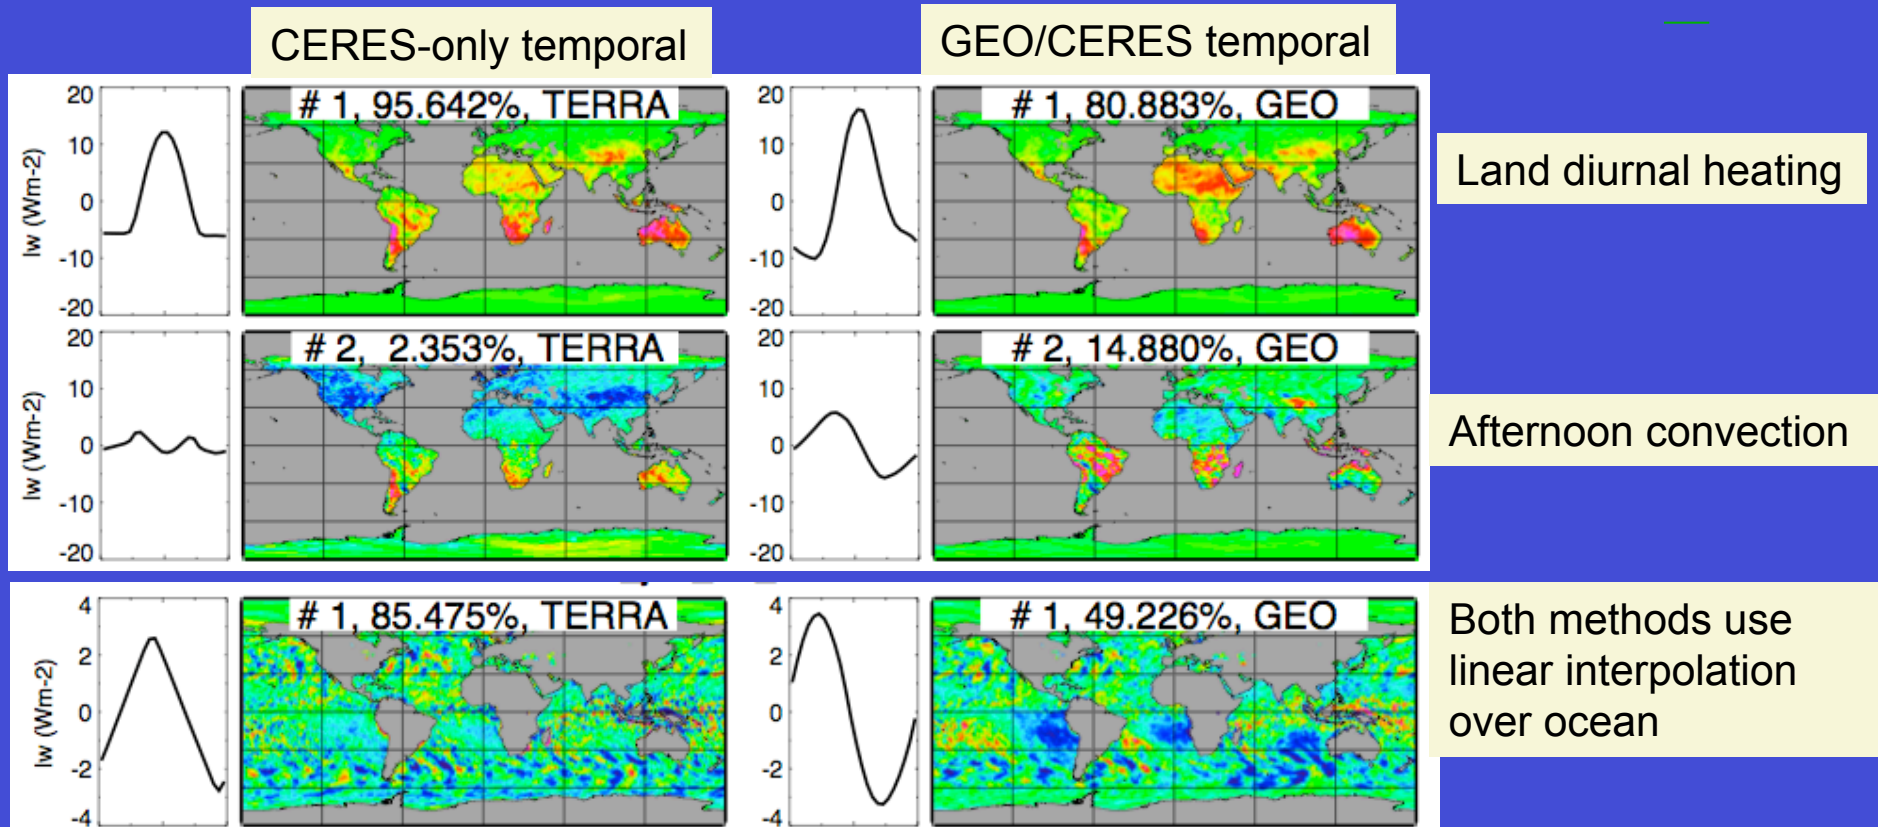 CERES-only temporal
GEO/CERES temporal
20
10
0
-10
-20
lw (Wm-2)
# 1, 95.642%, TERRA
20
10
0
-10
-20
# 1, 80.883%, GEO
Land diurnal heating
20
10
0
-10
-20
lw (Wm-2)
# 2, 2.353%, TERRA
20
10
0
-10
-20
# 2, 14.880%, GEO
Afternoon convection
4
2
0
-2
-4
lw (Wm-2)
# 1, 85.475%, TERRA
4
2
0
-2
-4
# 1, 49.226%, GEO
Both methods use
linear interpolation
over ocean